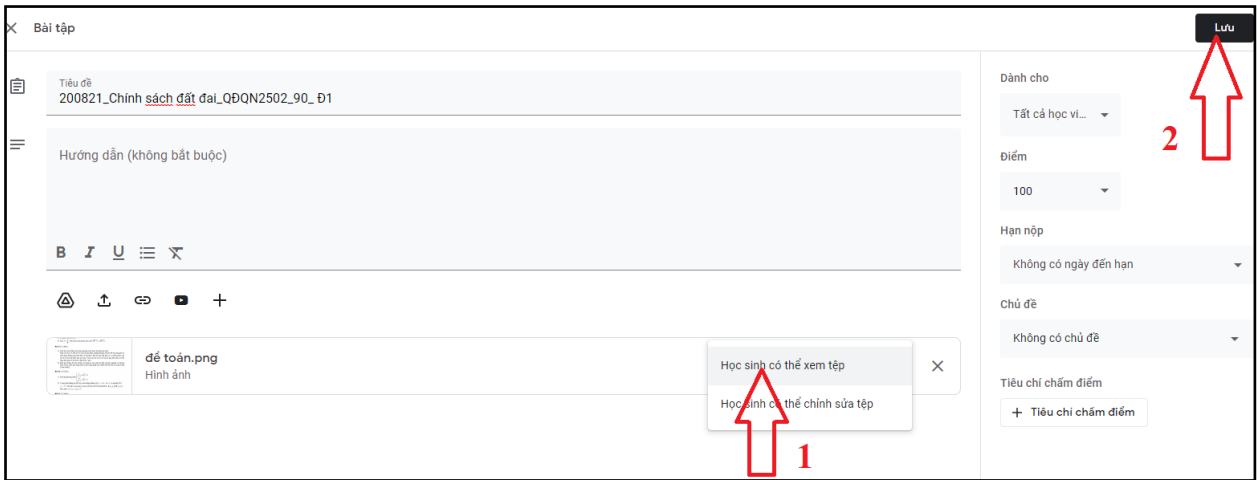 Bài tập
Lưu
Tiêu đề
200821_Chính sách đất đai_QĐQN2502_90_ Đ1
Hướng dẫn (không bắt buộc)
B I U
đề toán.png
Hình ảnh
Học sinh có thể xem tệp
Học sinh có thể chỉnh sửa tệp
1
Dành cho
Tất cả học vi...
2
Điểm
100
Hạn nộp
Không có ngày đến hạn
Chủ đề
Không có chủ đề
Tiêu chí chấm điểm
+ Tiêu chí chấm điểm